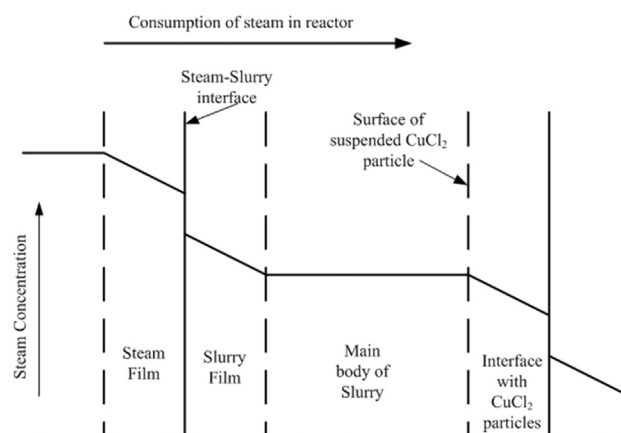 Consumption of steam in reactor
Steam-Slurry
interface
Surface of
suspended CuCl₂
particle
Steam Concentration
Steam
Film
Slurry
Film
Main
body of
Slurry
Interface
with
CuCl₂
particles